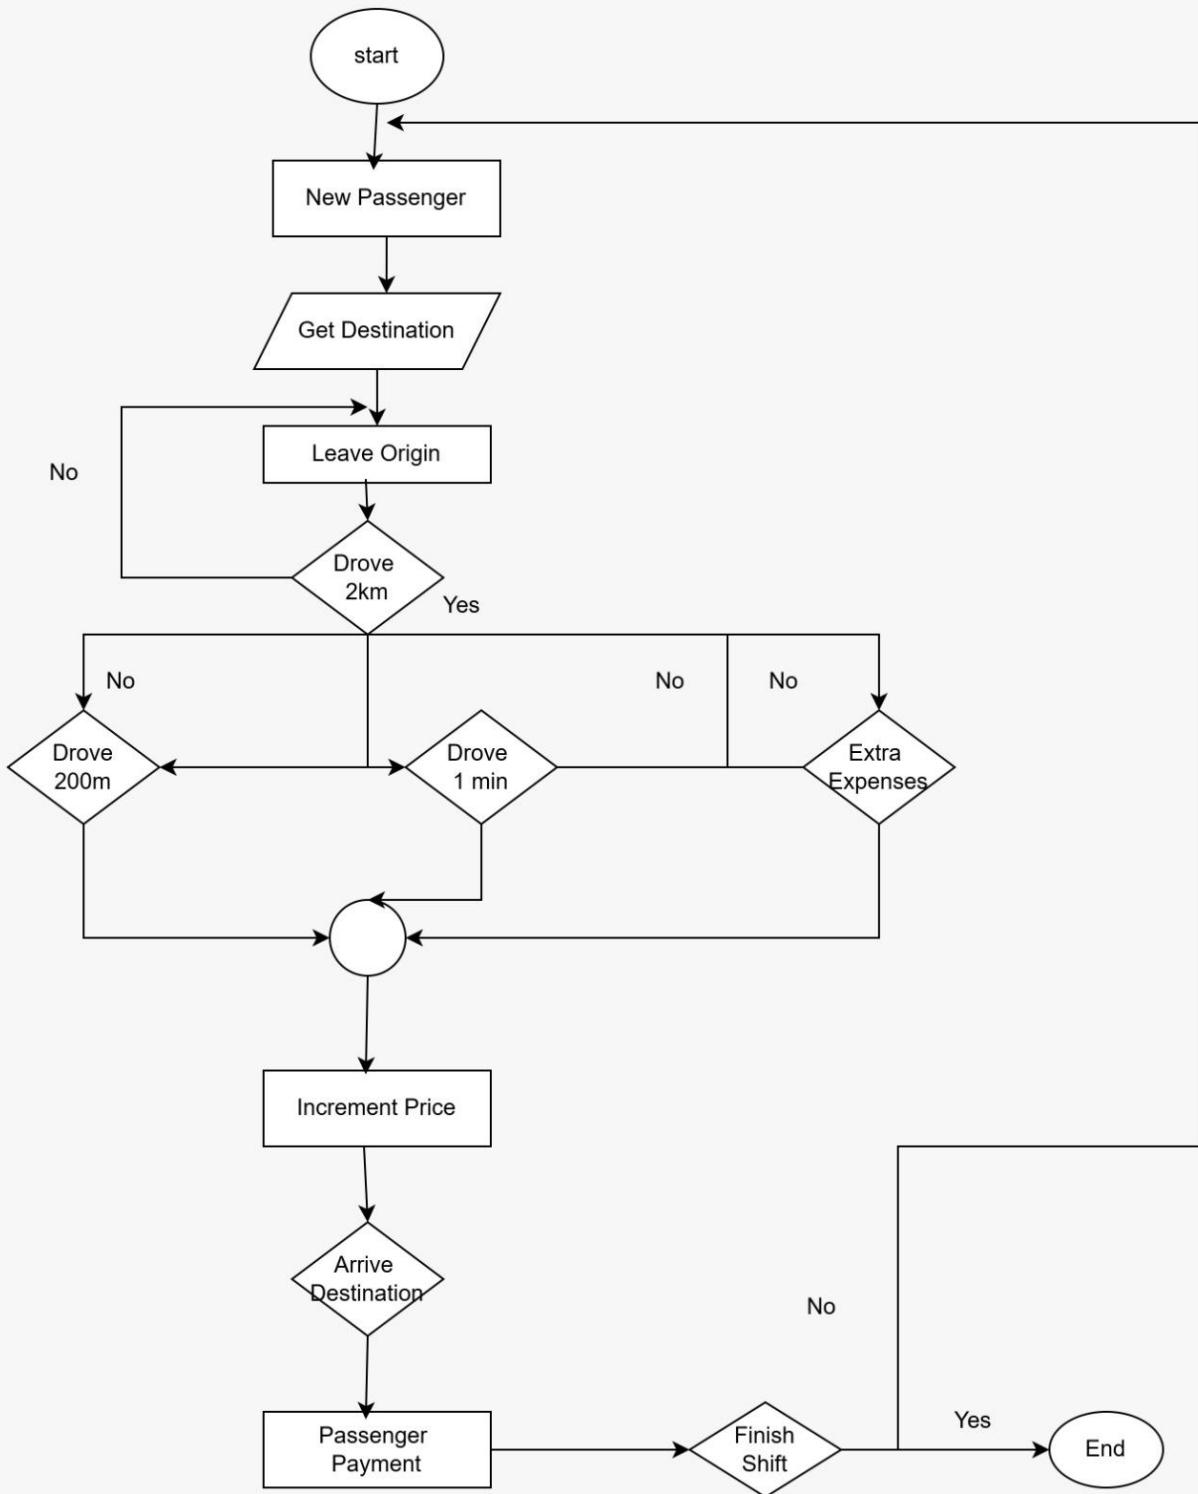 start
New Passenger
Get Destination
Leave Origin
No
Drove
2km
Yes
No
No
No
Drove
200m
Drove
1 min
Extra
Expenses
Increment Price
Arrive
Destination
No
Passenger
Payment
Finish
Shift
Yes
End